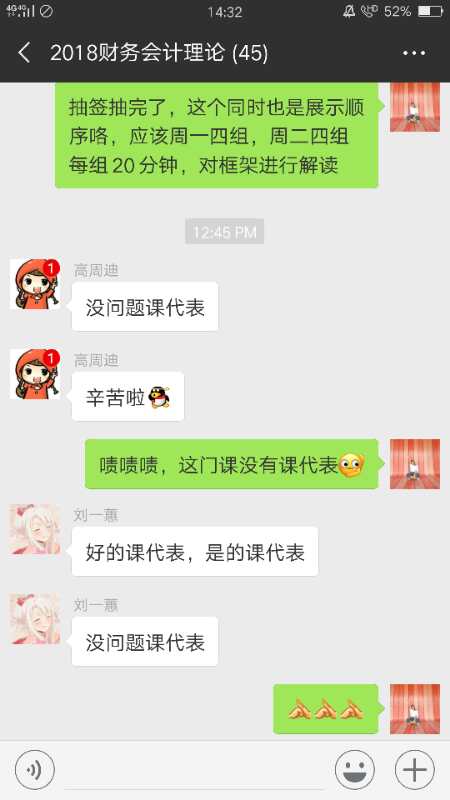 4G 4G 14:32 HD 52%
2018财务会计理论 (45)
抽签抽完了，这个同时也是展示顺
序咯，应该周一四组，周二四组
每组20分钟，对框架进行解读
12:45 PM
1
高周迪
没问题课代表
1
高周迪
辛苦啦
啧啧啧，这门课没有课代表
刘一蕙
好的课代表，是的课代表
刘一蕙
没问题课代表